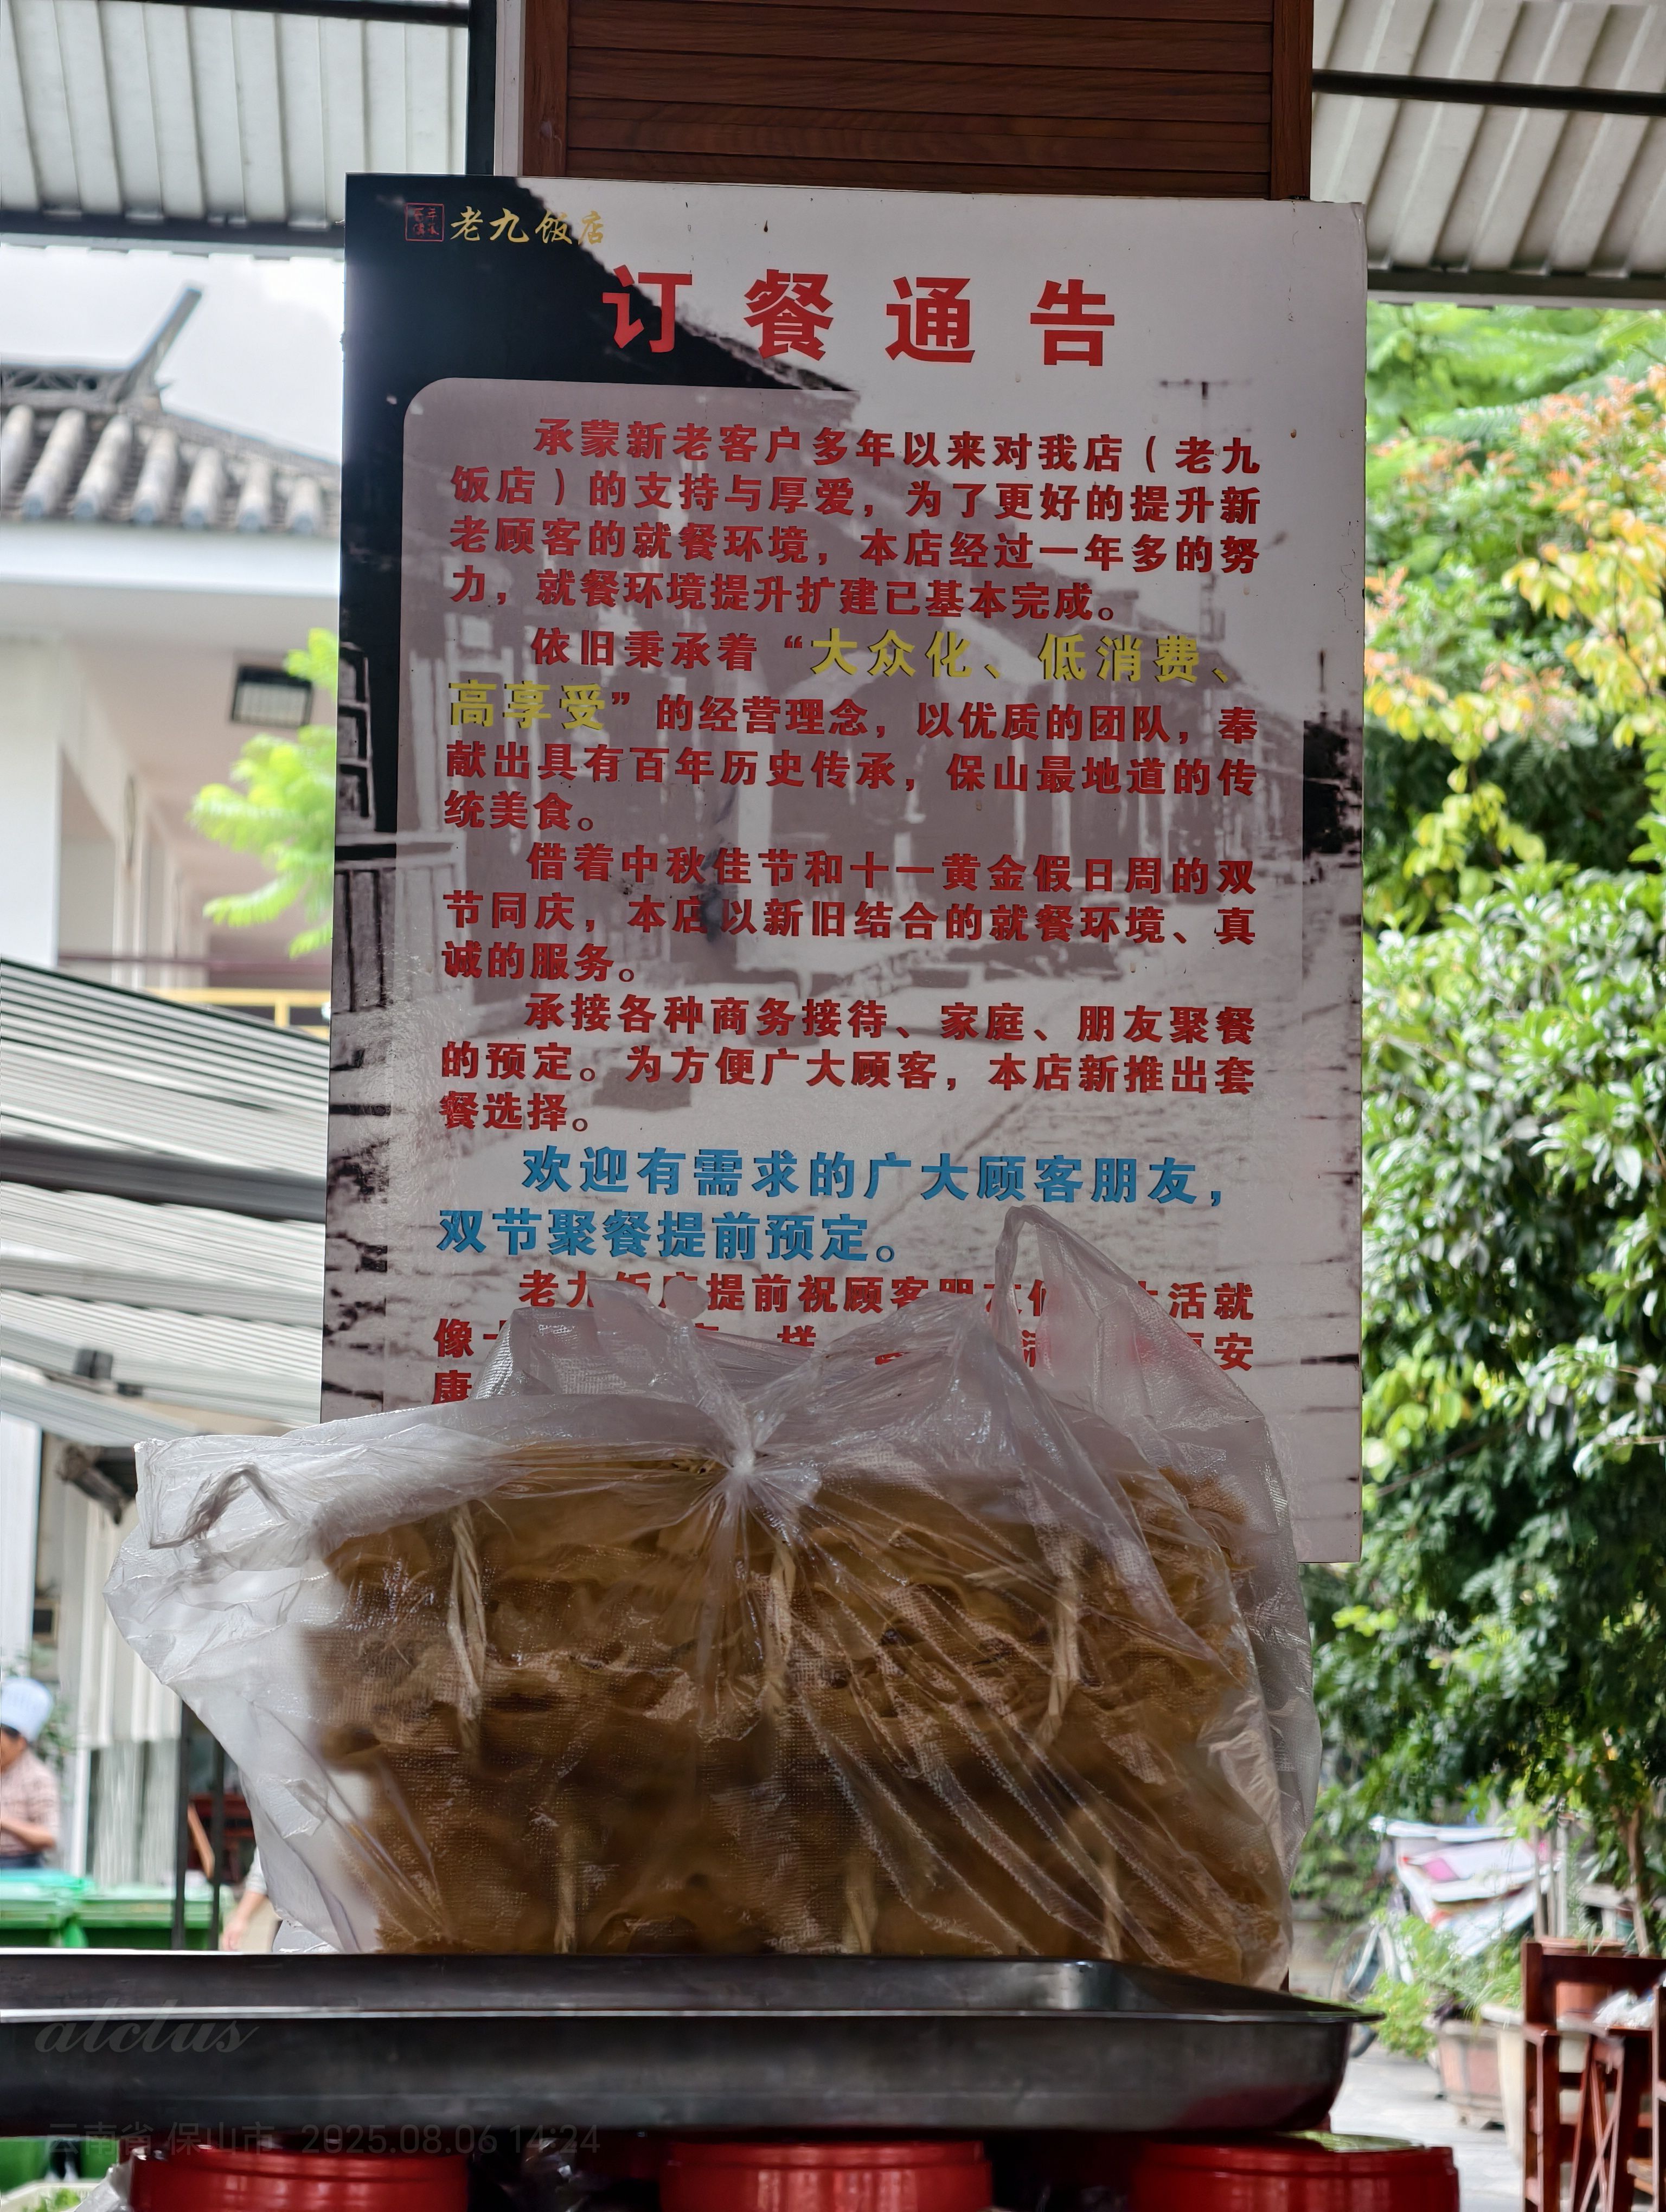 百年傳承
老九饭店
订餐通告
承蒙新老客户多年以来对我店（老九
饭店）的支持与厚爱，为了更好的提升新
老顾客的就餐环境，本店经过一年多的努
力，就餐环境提升扩建已基本完成。
依旧秉承着“大众化、低消费、
高享受”的经营理念，以优质的团队，奉
献出具有百年历史传承，保山最地道的传
统美食。
借着中秋佳节和十一黄金假日周的双
节同庆，本店以新旧结合的就餐环境、真
诚的服务。
承接各种商务接待、家庭、朋友聚餐
的预定。为方便广大顾客，本店新推出套
餐选择。
欢迎有需求的广大顾客朋友，
双节聚餐提前预定。
老九饭店提前祝顾客朋友 活就
像 样 安
康
alclus
云南省 保山市 2025.08.06 14:24